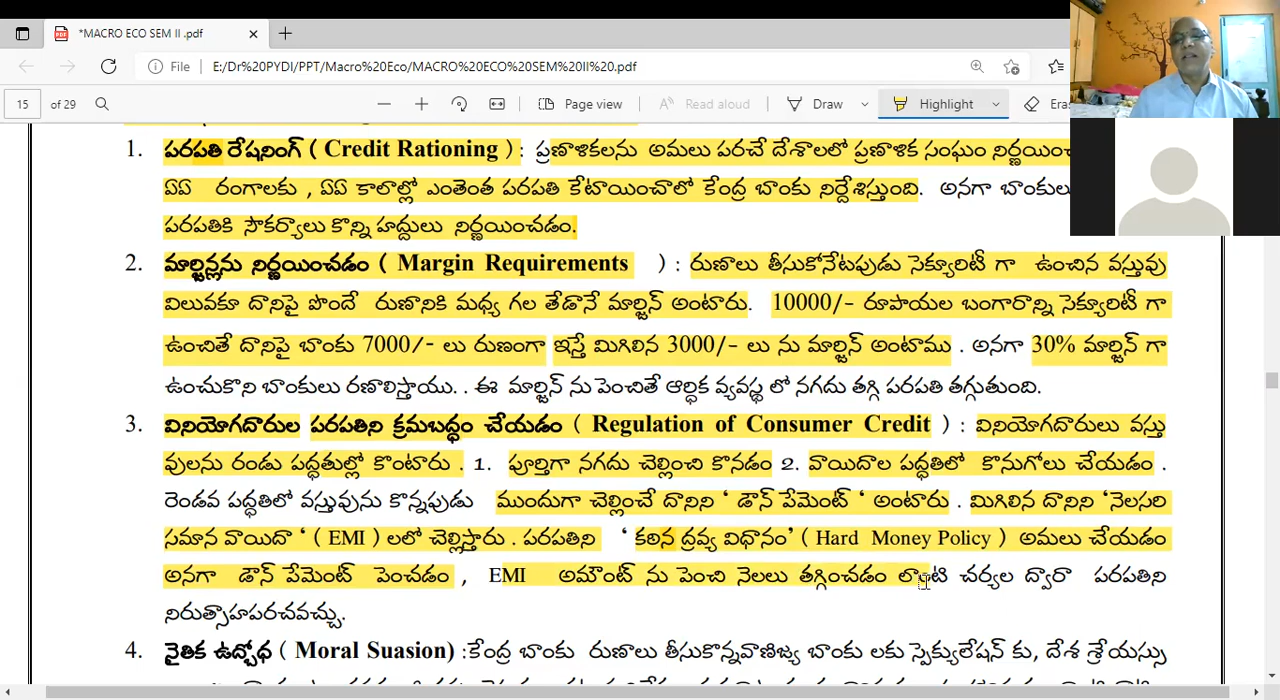 *MACRO ECO SEM II .pdf
File E:/Dr%20PYDI/PPT/Macro%20Eco/MACRO%20ECO%20SEM%20II%20.pdf
15 of 29 Page view Read aloud Draw Highlight Era
1. పరపతి రేషనింగ్ ( Credit Rationing ) : ప్రణాళికలను అమలు పరచే దేశాలలో ప్రణాళిక సంఘం నిర్ణయించ
ఏఏ రంగాలకు , ఏఏ కాలాల్లో ఎంతెంత పరపతి కేటాయించాలో కేంద్ర బాంకు నిర్దేశిస్తుంది. అనగా బాంకులు
పరపతికి సౌకర్యాలు కొన్ని హద్దులు నిర్ణయించడం.
2. మార్జిన్లను నిర్ణయించడం ( Margin Requirements ) : రుణాలు తీసుకోనేటపుడు సెక్యూరిటీ గా ఉంచిన వస్తువు
విలువకూ దానిపై పొందే రుణానికి మధ్య గల తేడానే మార్జిన్ అంటారు. 10000/- రూపాయల బంగారాన్ని సెక్యూరిటీ గా
ఉంచితే దానిపై బాంకు 7000/- లు రుణంగా ఇస్తే మిగిలిన 3000/- లు ను మార్జిన్ అంటాము . అనగా 30% మార్జిన్ గా
ఉంచుకొని బాంకులు రణాలిస్తాయు. . ఈ మార్జిన్ ను పెంచితే ఆర్ధిక వ్యవస్థ లో నగదు తగ్గి పరపతి తగ్గుతుంది.
3. వినియోగదారుల పరపతిని క్రమబద్ధం చేయడం ( Regulation of Consumer Credit ) : వినియోగదారులు వస్తు
వులను రండు పద్ధతుల్లో కొంటారు . 1. పూర్తిగా నగదు చెల్లించి కొనడం 2. వాయిదాల పద్ధతిలో కొనుగోలు చేయడం .
రెండవ పద్ధతిలో వస్తువును కొన్నపుడు ముందుగా చెల్లించే దానిని ‘ డౌన్ పేమెంట్ ‘ అంటారు . మిగిలిన దానిని ‘నెలసరి
సమాన వాయిదా ‘ ( EMI ) లలో చెల్లిస్తారు . పరపతిని ‘ కఠిన ద్రవ్య విధానం’ ( Hard Money Policy ) అమలు చేయడం
అనగా డౌన్ పేమెంట్ పెంచడం , EMI అమౌంట్ ను పెంచి నెలలు తగ్గించడం లాంటి చర్యల ద్వారా పరపతిని
నిరుత్సాహపరచవచ్చు.
4. నైతిక ఉద్భోధ ( Moral Suasion) :కేంద్ర బాంకు రుణాలు తీసుకొన్నవాణిజ్య బాంకు లకు స్పెక్యులేషన్ కు, దేశ శ్రేయస్సు